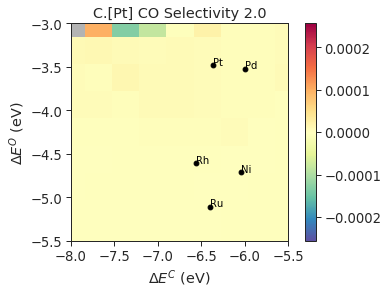 C.[Pt] CO Selectivity 2.0
−3.0
−3.5
−4.0
−4.5
−5.0
−5.5
ΔE^O (eV)
Pt
Pd
Rh
Ni
Ru
−8.0 −7.5 −7.0 −6.5 −6.0 −5.5
ΔE^C (eV)
0.0002
0.0001
0.0000
−0.0001
−0.0002